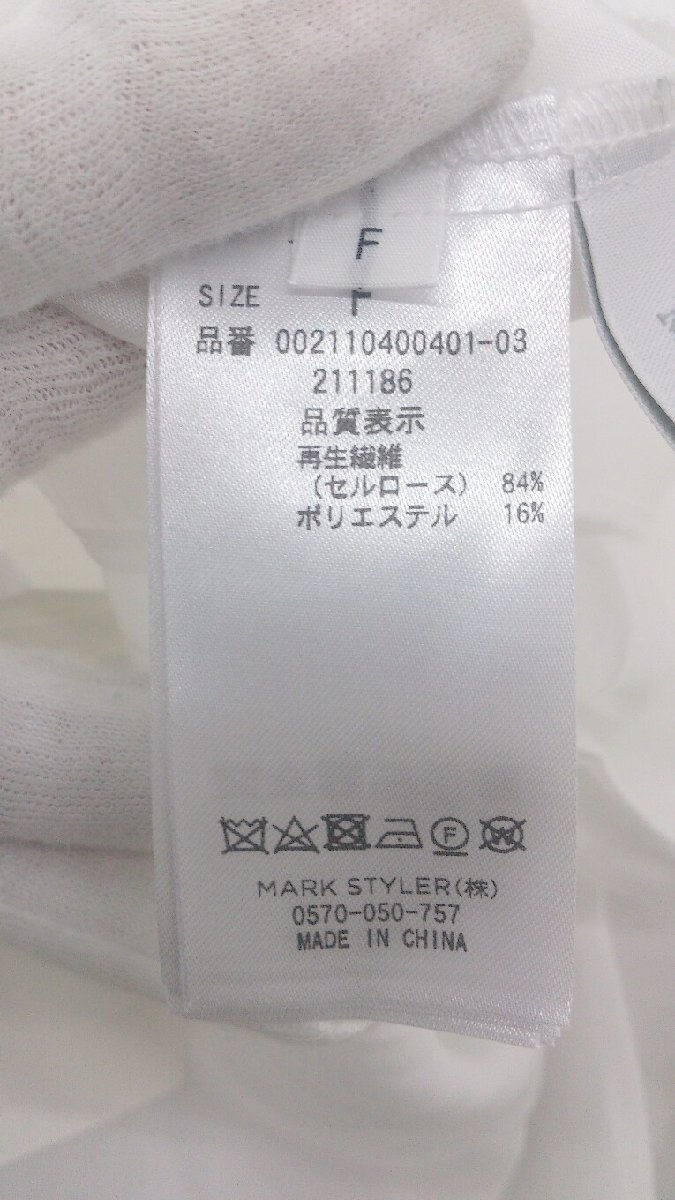 F
SIZE F
品番 002110400401-03
211186
品質表示
再生繊維
(セルロース) 84%
ポリエステル 16%
F W
MARK STYLER(株)
0570-050-757
MADE IN CHINA